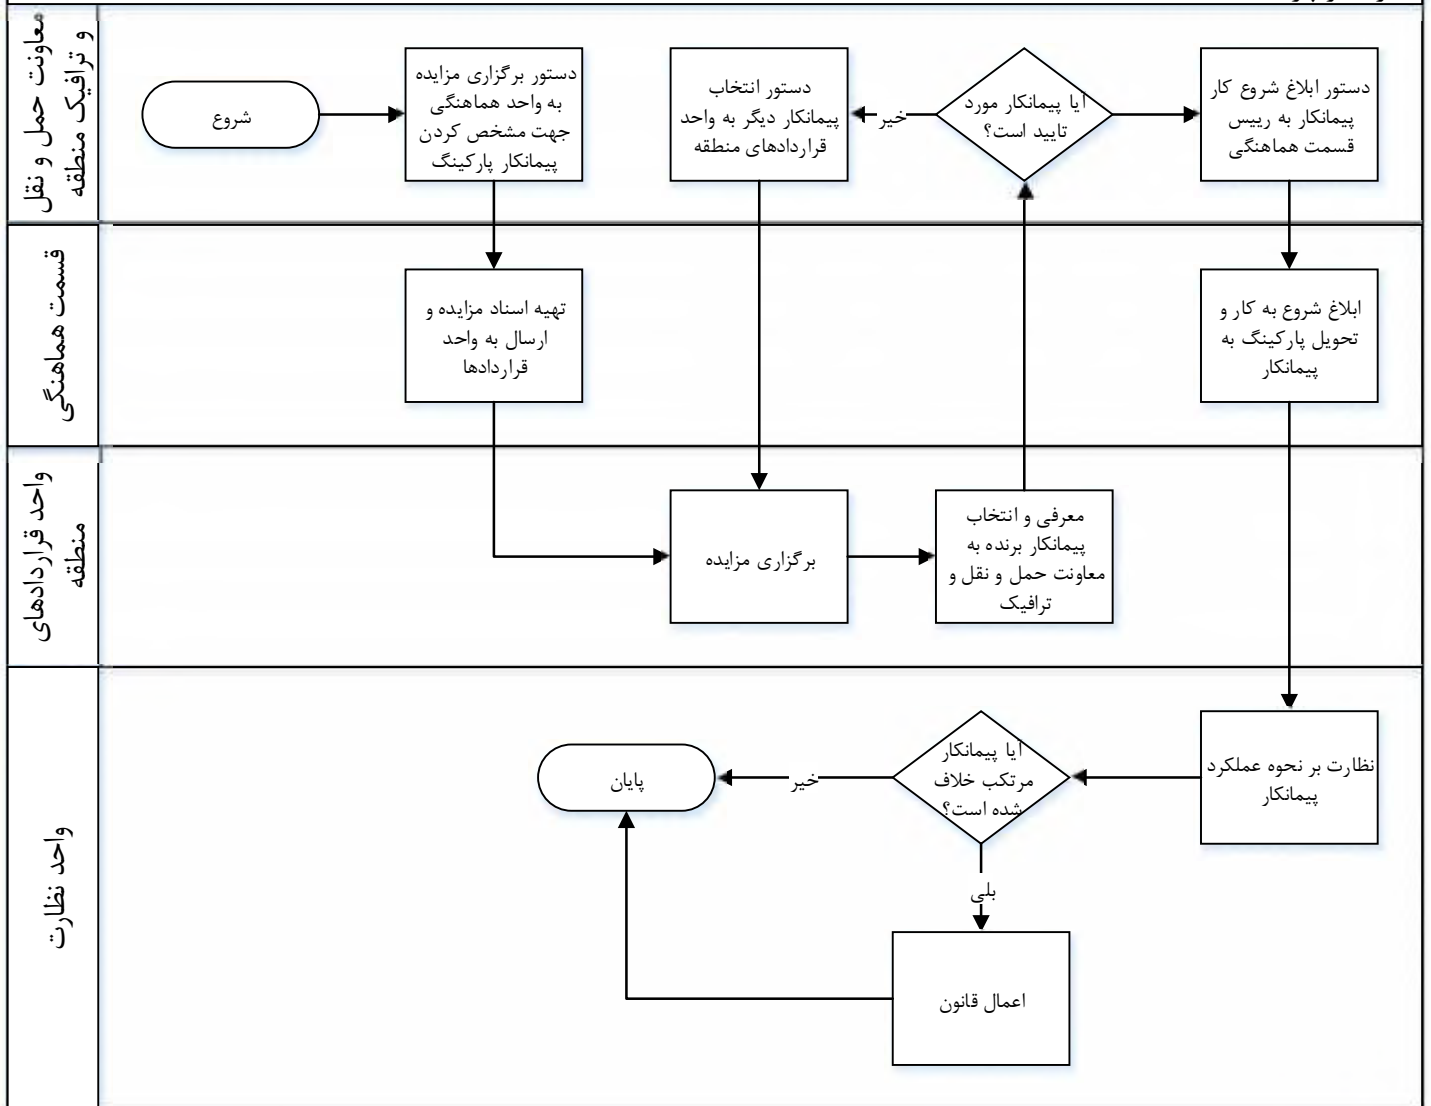 معاونت حمل و نقل
و ترافیک منطقه
شروع
دستور برگزاری مزایده
به واحد هماهنگی
جهت مشخص کردن
پیمانکار پارکینگ
دستور انتخاب
پیمانکار دیگر به واحد
قراردادهای منطقه
خیر
آیا پیمانکار مورد
تایید است؟
دستور ابلاغ شروع کار
پیمانکار به رییس
قسمت هماهنگی
قسمت هماهنگی
تهیه اسناد مزایده و
ارسال به واحد
قراردادها
ابلاغ شروع به کار و
تحویل پارکینگ به
پیمانکار
واحد قراردادهای
منطقه
برگزاری مزایده
معرفی و انتخاب
پیمانکار برنده به
معاونت حمل و نقل و
ترافیک
واحد نظارت
نظارت بر نحوه عملکرد
پیمانکار
آیا پیمانکار
مرتکب خلاف
شده است؟
خیر
پایان
بلی
اعمال قانون